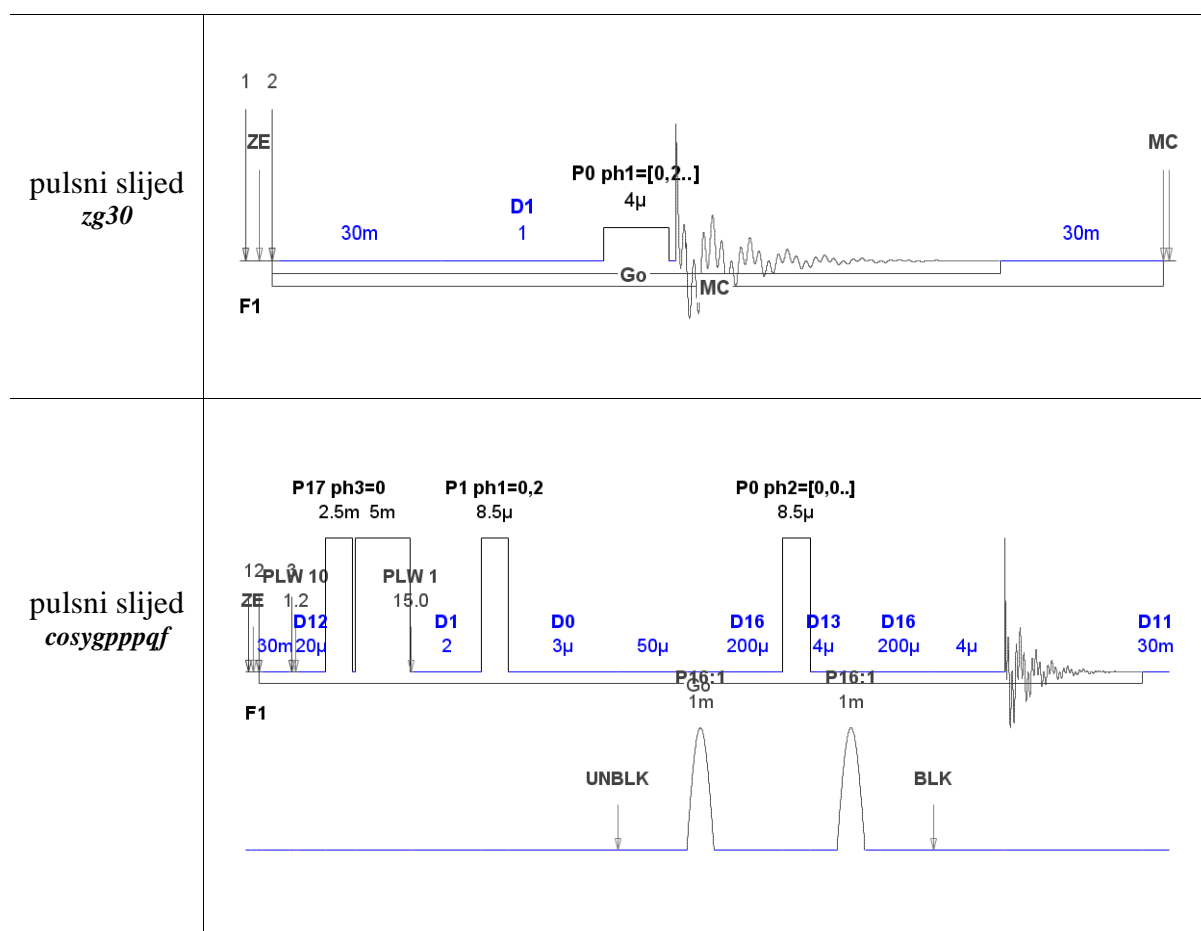 pulsni slijed
zg30
1 2
ZE
MC
P0 ph1=[0,2..]
4µ
D1
30m 1 30m
Go
MC
F1
pulsni slijed
cosygpppqf
P17 ph3=0 P1 ph1=0,2 P0 ph2=[0,0..]
2.5m 5m 8.5µ 8.5µ
12 3
PLW 10 PLW 1
ZE 1.2 15.0
D12 D1 D0 D16 D13 D16 D11
30m 20µ 2 3µ 50µ 200µ 4µ 200µ 4µ 30m
P16:1 P16:1
Go
1m 1m
F1
UNBLK BLK